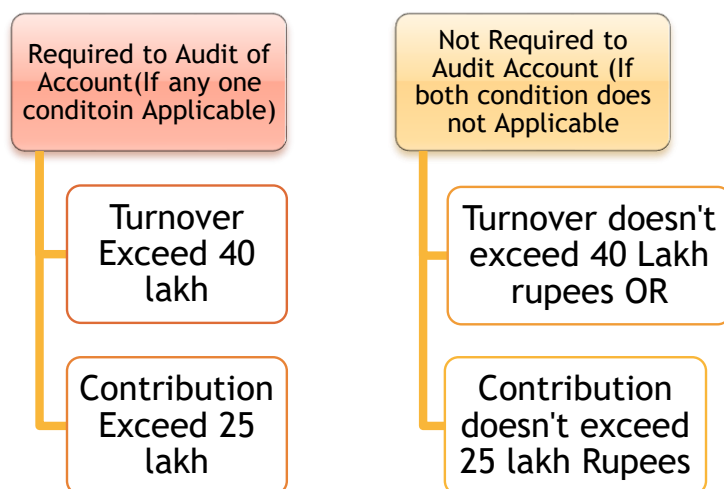 Required to Audit of
Account(If any one
conditoin Applicable)
Turnover
Exceed 40
lakh
Contribution
Exceed 25
lakh
Not Required to
Audit Account (If
both condition does
not Applicable
Turnover doesn't
exceed 40 Lakh
rupees OR
Contribution
doesn't exceed
25 lakh Rupees